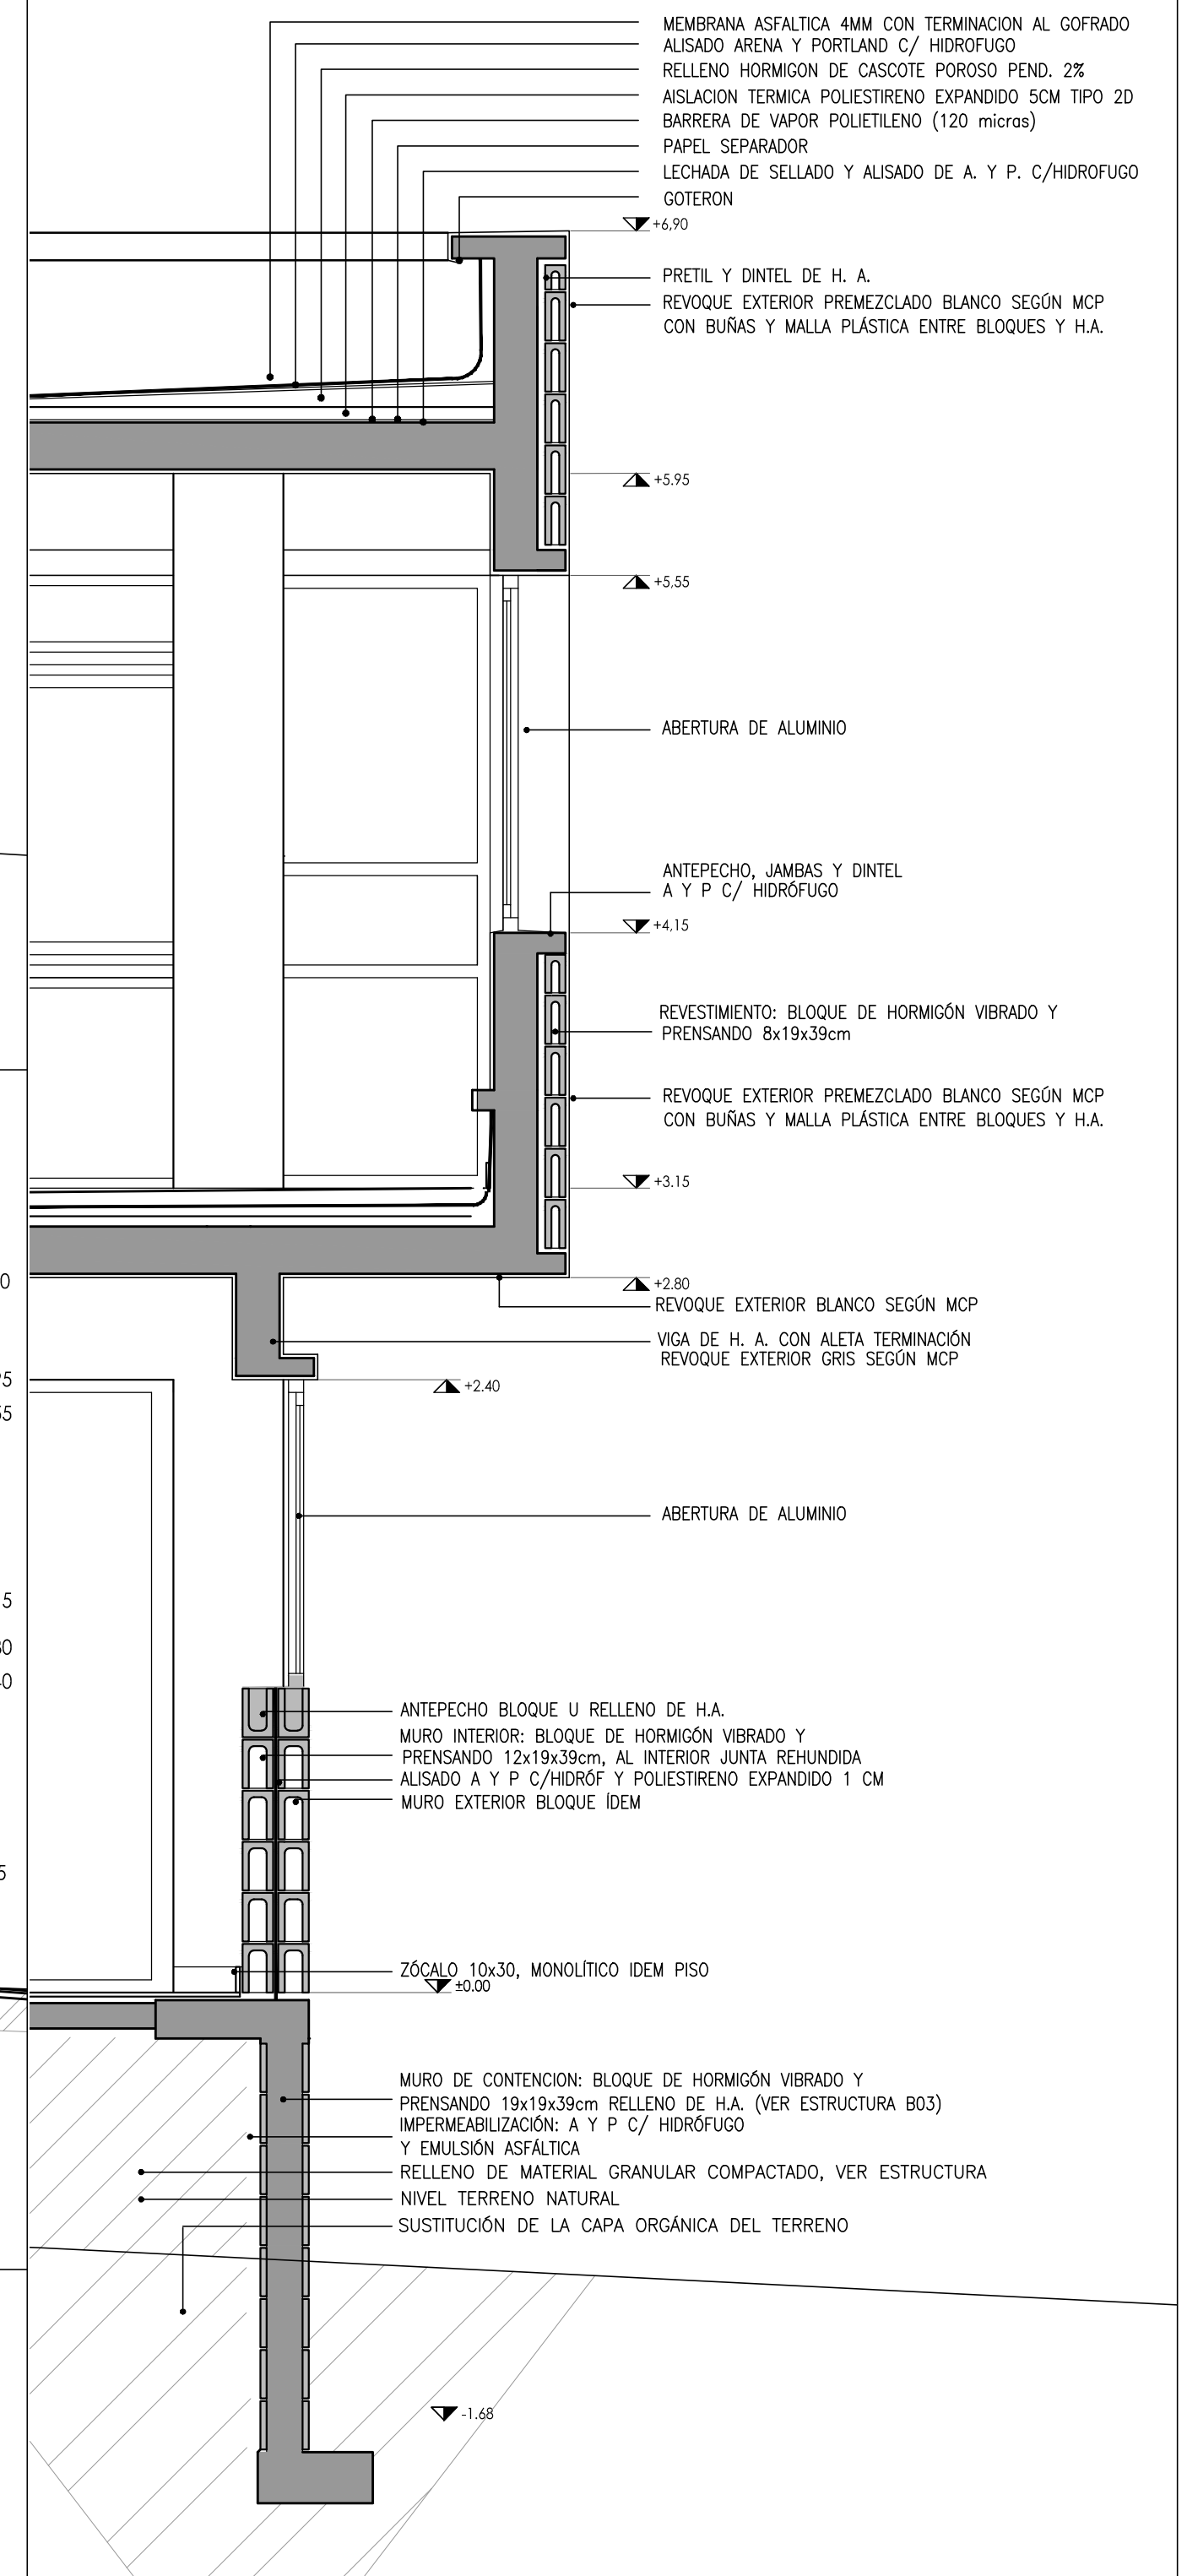 MEMBRANA ASFALTICA 4MM CON TERMINACION AL GOFRADO
ALISADO ARENA Y PORTLAND C/ HIDROFUGO
RELLENO HORMIGON DE CASCOTE POROSO PEND. 2%
AISLACION TERMICA POLIESTIRENO EXPANDIDO 5CM TIPO 2D
BARRERA DE VAPOR POLIETILENO (120 micras)
PAPEL SEPARADOR
LECHADA DE SELLADO Y ALISADO DE A. Y P. C/HIDROFUGO
GOTERON
+6,90
PRETIL Y DINTEL DE H. A.
REVOQUE EXTERIOR PREMEZCLADO BLANCO SEGÚN MCP
CON BUÑAS Y MALLA PLÁSTICA ENTRE BLOQUES Y H.A.
+5.95
+5,55
ABERTURA DE ALUMINIO
ANTEPECHO, JAMBAS Y DINTEL
A Y P C/ HIDRÓFUGO
+4,15
REVESTIMIENTO: BLOQUE DE HORMIGÓN VIBRADO Y
PRENSANDO 8x19x39cm
REVOQUE EXTERIOR PREMEZCLADO BLANCO SEGÚN MCP
CON BUÑAS Y MALLA PLÁSTICA ENTRE BLOQUES Y H.A.
+3.15
+2.80
REVOQUE EXTERIOR BLANCO SEGÚN MCP
VIGA DE H. A. CON ALETA TERMINACIÓN
REVOQUE EXTERIOR GRIS SEGÚN MCP
+2.40
ABERTURA DE ALUMINIO
ANTEPECHO BLOQUE U RELLENO DE H.A.
MURO INTERIOR: BLOQUE DE HORMIGÓN VIBRADO Y
PRENSANDO 12x19x39cm, AL INTERIOR JUNTA REHUNDIDA
ALISADO A Y P C/HIDRÓF Y POLIESTIRENO EXPANDIDO 1 CM
MURO EXTERIOR BLOQUE ÍDEM
ZÓCALO 10x30, MONOLÍTICO IDEM PISO
±0.00
MURO DE CONTENCION: BLOQUE DE HORMIGÓN VIBRADO Y
PRENSANDO 19x19x39cm RELLENO DE H.A. (VER ESTRUCTURA B03)
IMPERMEABILIZACIÓN: A Y P C/ HIDRÓFUGO
Y EMULSIÓN ASFÁLTICA
RELLENO DE MATERIAL GRANULAR COMPACTADO, VER ESTRUCTURA
NIVEL TERRENO NATURAL
SUSTITUCIÓN DE LA CAPA ORGÁNICA DEL TERRENO
-1.68